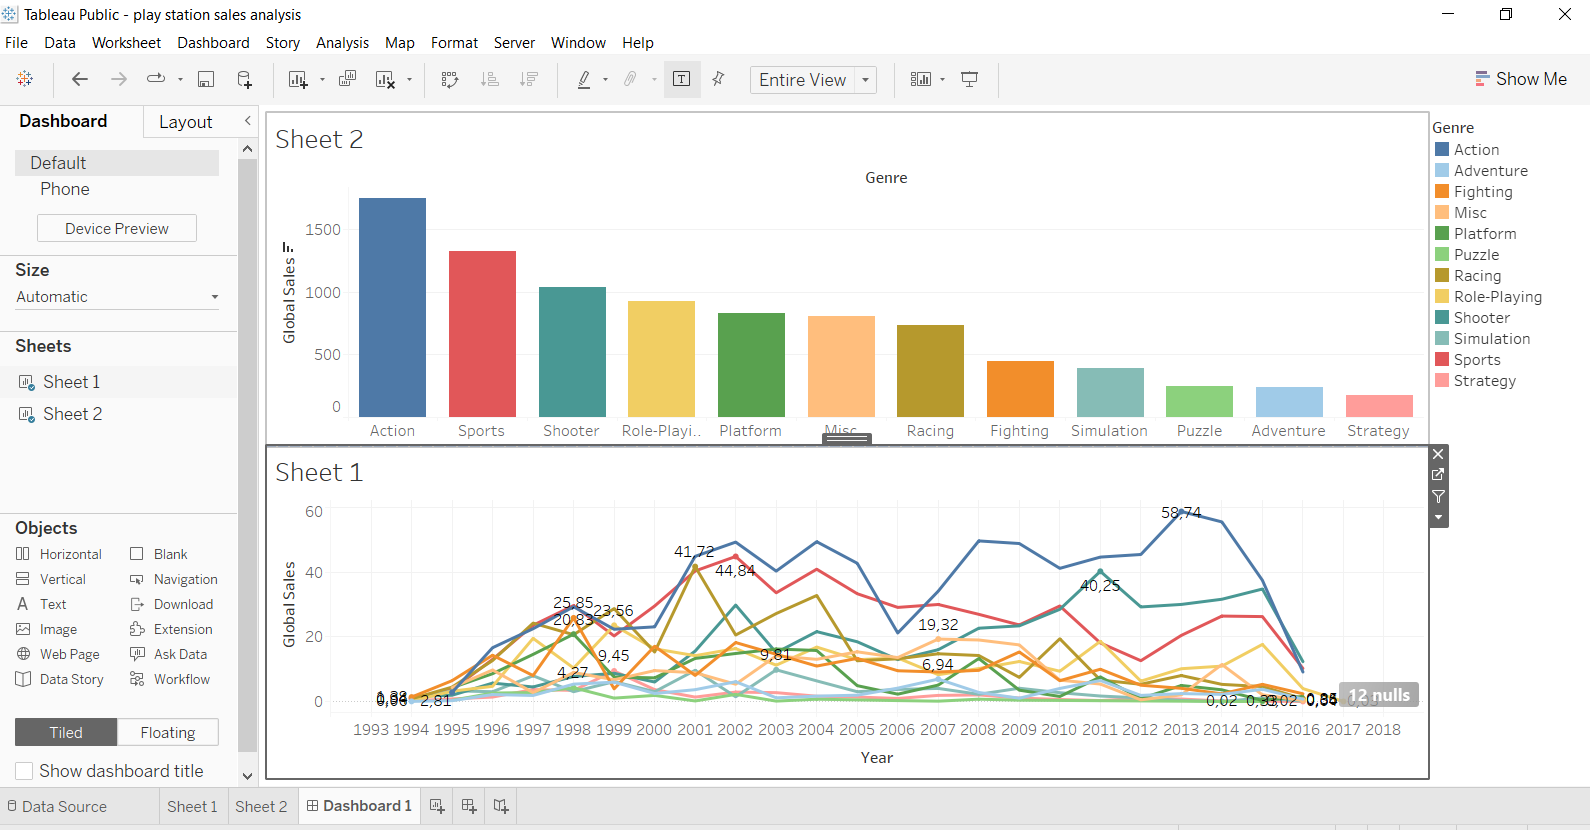 Tableau Public - play station sales analysis
File Data Worksheet Dashboard Story Analysis Map Format Server Window Help
Entire View
Show Me
Dashboard Layout
Default
Phone
Device Preview
Size
Automatic
Sheets
Sheet 1
Sheet 2
Objects
Horizontal Blank
Vertical Navigation
Text Download
Image Extension
Web Page Ask Data
Data Story Workflow
Tiled Floating
Show dashboard title
Sheet 2
Genre
Global Sales
1500
1000
500
0
Action Sports Shooter Role-Playi.. Platform Misc Racing Fighting Simulation Puzzle Adventure Strategy
Genre
Action
Adventure
Fighting
Misc
Platform
Puzzle
Racing
Role-Playing
Shooter
Simulation
Sports
Strategy
Sheet 1
Global Sales
60
40
20
0
58,74
41,72
44,84
40,25
25,85
23,56
20,83
19,32
9,45
9,81
6,94
4,27
2,81
0,02
12 nulls
1993 1994 1995 1996 1997 1998 1999 2000 2001 2002 2003 2004 2005 2006 2007 2008 2009 2010 2011 2012 2013 2014 2015 2016 2017 2018
Year
Data Source Sheet 1 Sheet 2 Dashboard 1